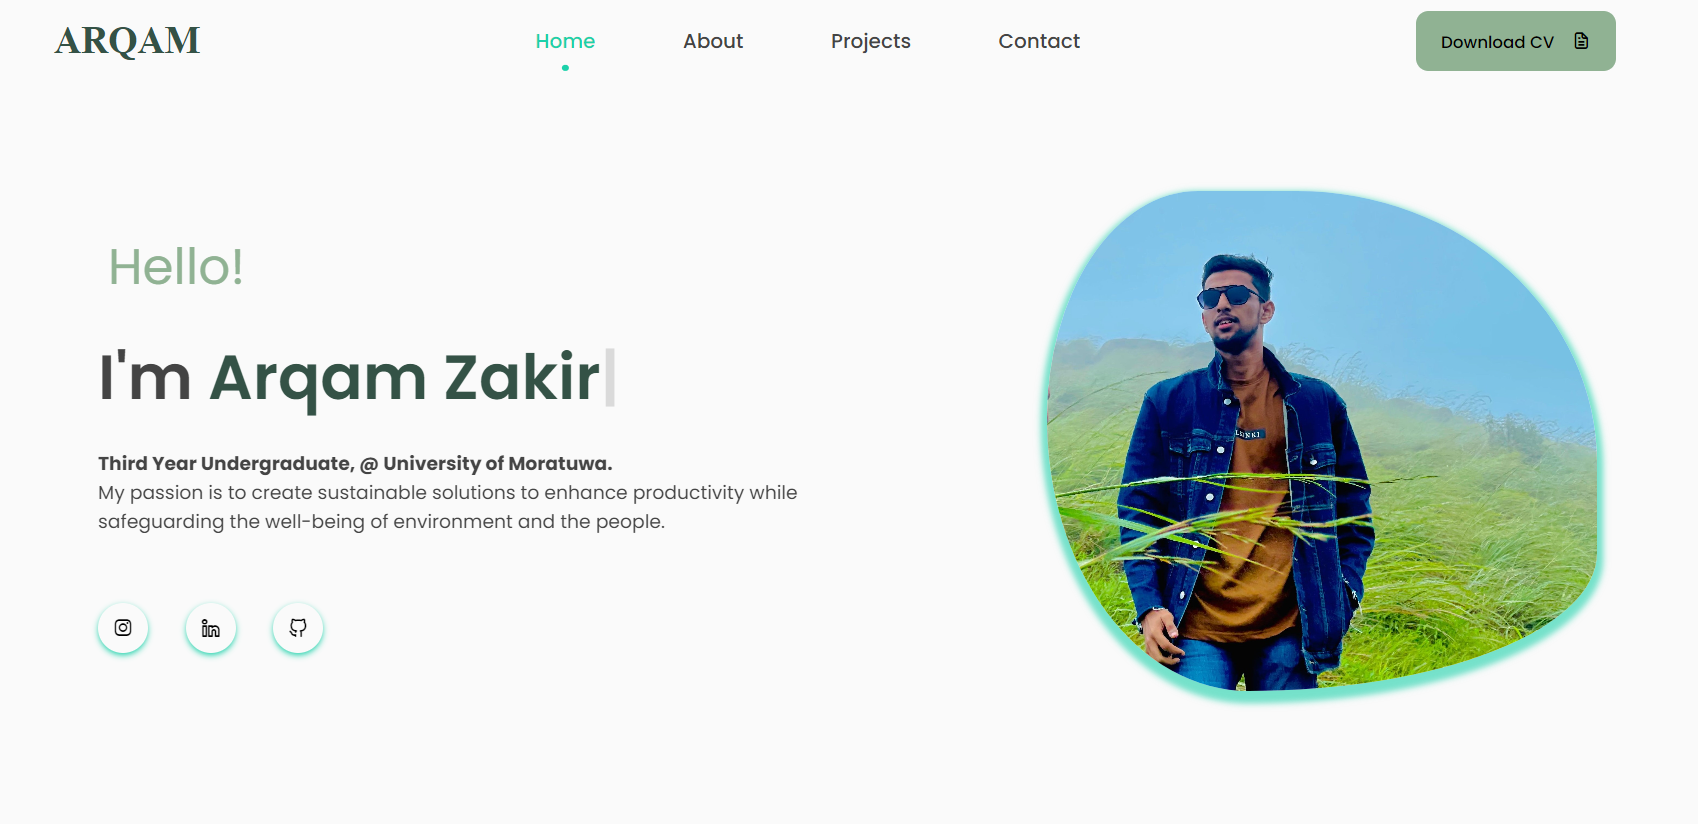 ARQAM
Home
About
Projects
Contact
Download CV
Hello!
I'm Arqam Zakir
Third Year Undergraduate, @ University of Moratuwa.
My passion is to create sustainable solutions to enhance productivity while
safeguarding the well-being of environment and the people.